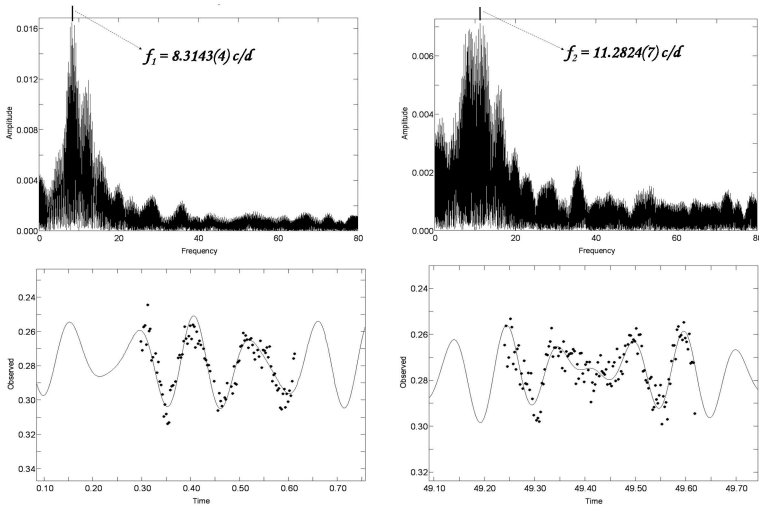 0.016
0.012
0.008
0.004
0.000
Amplitude
f1 = 8.3143(4) c/d
0 20 40 60 80
Frequency
0.006
0.004
0.002
0.000
Amplitude
f2 = 11.2824(7) c/d
0 20 40 60 80
Frequency
0.24
0.26
0.28
0.30
0.32
0.34
Observed
0.10 0.20 0.30 0.40 0.50 0.60 0.70
Time
0.24
0.26
0.28
0.30
0.32
Observed
49.10 49.20 49.30 49.40 49.50 49.60 49.70
Time